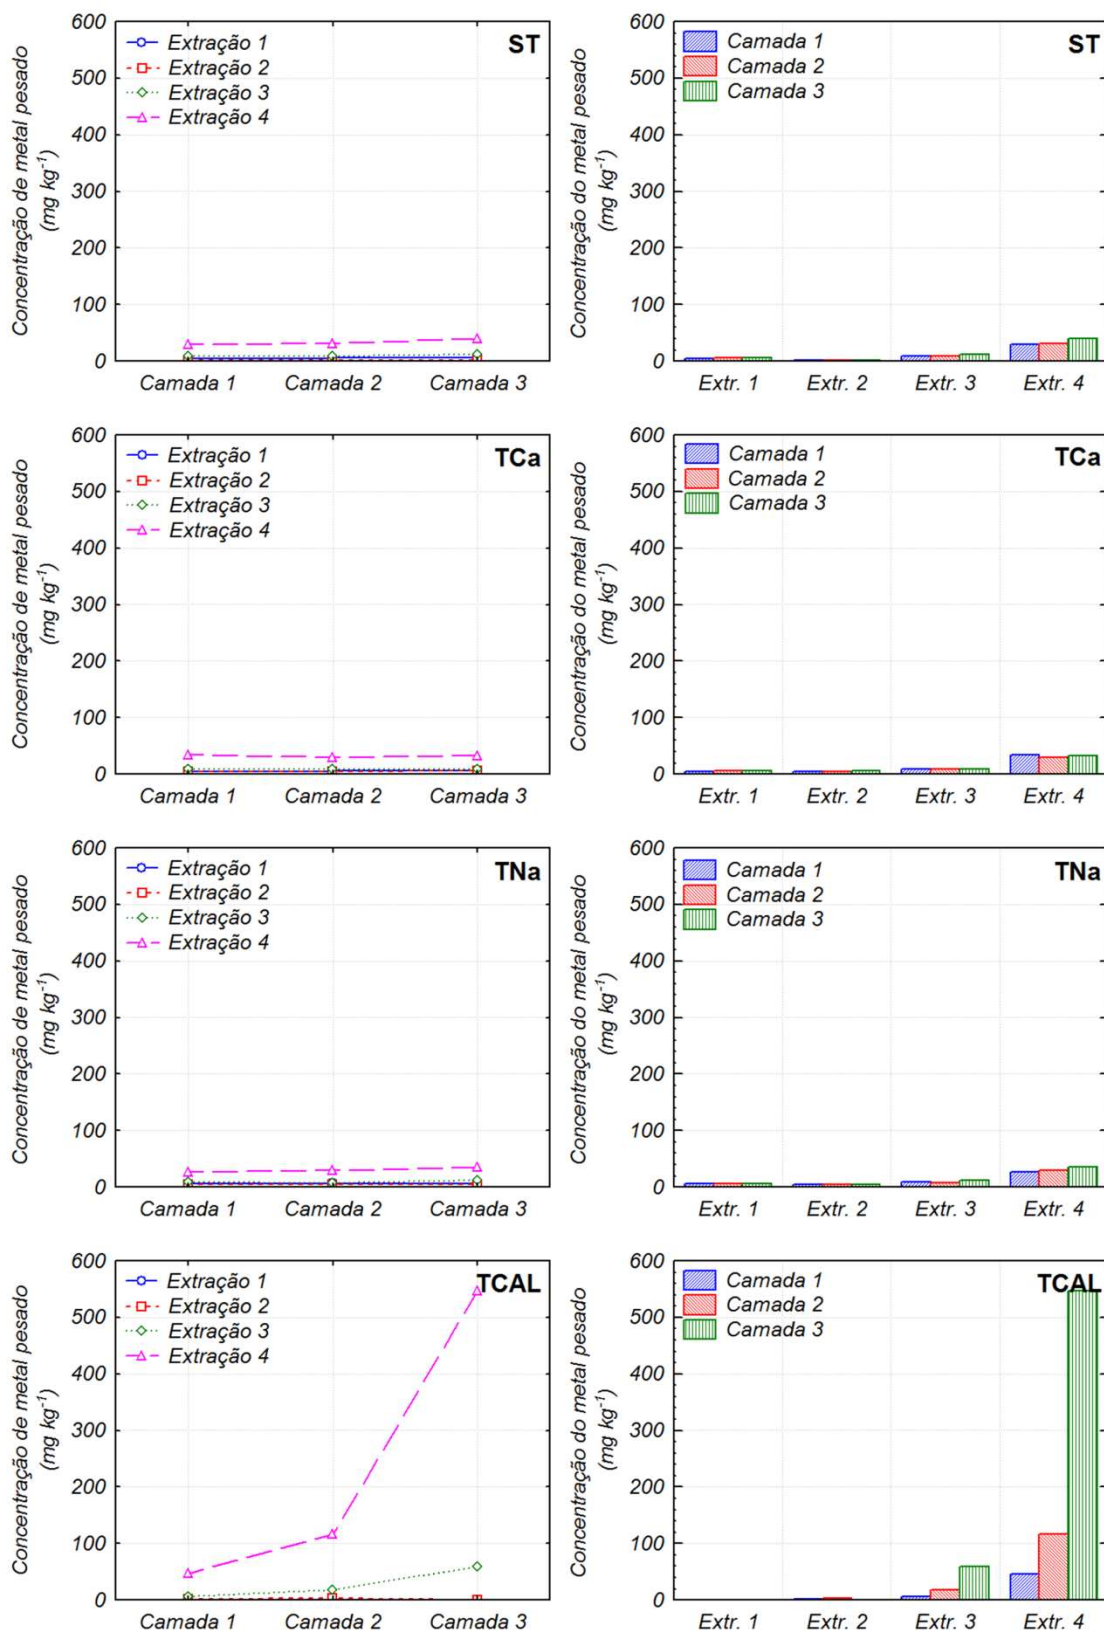 Concentração de metal pesado
(mg kg⁻¹)
600
500
400
300
200
100
0
Extração 1
Extração 2
Extração 3
Extração 4
ST
Camada 1
Camada 2
Camada 3
Concentração do metal pesado
(mg kg⁻¹)
600
500
400
300
200
100
0
Camada 1
Camada 2
Camada 3
ST
Extr. 1
Extr. 2
Extr. 3
Extr. 4
Concentração de metal pesado
(mg kg⁻¹)
600
500
400
300
200
100
0
Extração 1
Extração 2
Extração 3
Extração 4
TCa
Camada 1
Camada 2
Camada 3
Concentração do metal pesado
(mg kg⁻¹)
600
500
400
300
200
100
0
Camada 1
Camada 2
Camada 3
TCa
Extr. 1
Extr. 2
Extr. 3
Extr. 4
Concentração de metal pesado
(mg kg⁻¹)
600
500
400
300
200
100
0
Extração 1
Extração 2
Extração 3
Extração 4
TNa
Camada 1
Camada 2
Camada 3
Concentração do metal pesado
(mg kg⁻¹)
600
500
400
300
200
100
0
Camada 1
Camada 2
Camada 3
TNa
Extr. 1
Extr. 2
Extr. 3
Extr. 4
Concentração de metal pesado
(mg kg⁻¹)
600
500
400
300
200
100
0
Extração 1
Extração 2
Extração 3
Extração 4
TCAL
Camada 1
Camada 2
Camada 3
Concentração do metal pesado
(mg kg⁻¹)
600
500
400
300
200
100
0
Camada 1
Camada 2
Camada 3
TCAL
Extr. 1
Extr. 2
Extr. 3
Extr. 4